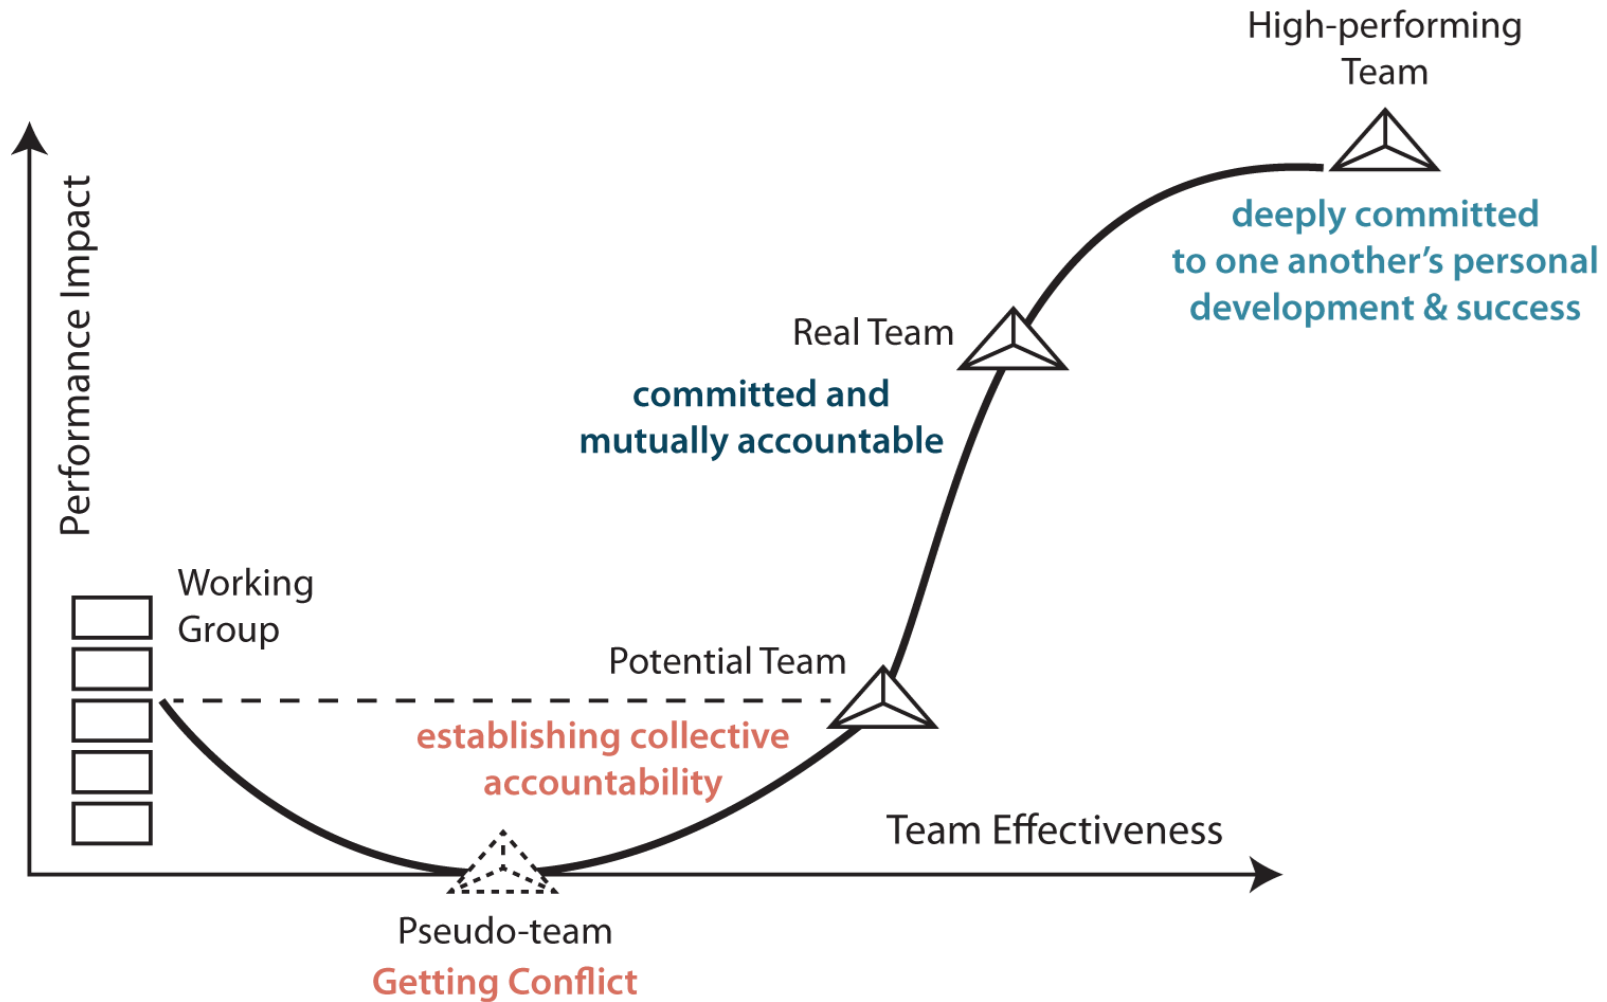 High-performing
Team
deeply committed
to one another’s personal
development & success
Performance Impact
Real Team
committed and
mutually accountable
Working
Group
Potential Team
establishing collective
accountability
Team Effectiveness
Pseudo-team
Getting Conflict